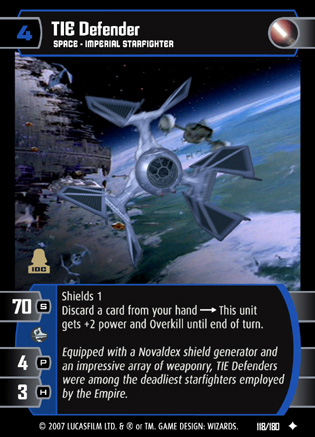 4
TIE Defender
SPACE - IMPERIAL STARFIGHTER
IDC
70 S
Shields 1
Discard a card from your hand → This unit
gets +2 power and Overkill until end of turn.
4 P
3 H
Equipped with a Novaldex shield generator and
an impressive array of weaponry, TIE Defenders
were among the deadliest starfighters employed
by the Empire.
© 2007 LUCASFILM LTD. & ® or TM. GAME DESIGN: WIZARDS. 118/180